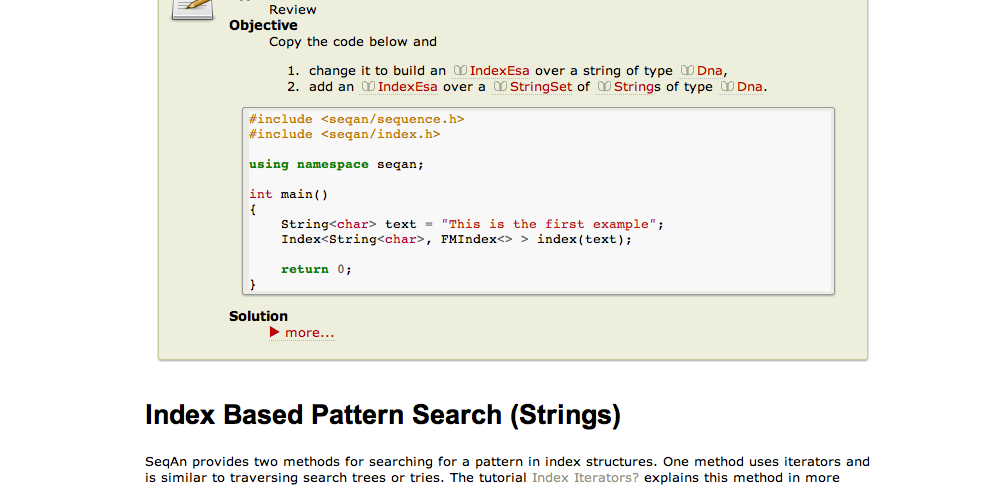 Review
Objective
Copy the code below and
1. change it to build an IndexEsa over a string of type Dna,
2. add an IndexEsa over a StringSet of Strings of type Dna.
#include <seqan/sequence.h>
#include <seqan/index.h>
using namespace seqan;
int main()
{
    String<char> text = "This is the first example";
    Index<String<char>, FMIndex<> > index(text);
    return 0;
}
Solution
more...
Index Based Pattern Search (Strings)
SeqAn provides two methods for searching for a pattern in index structures. One method uses iterators and
is similar to traversing search trees or tries. The tutorial Index Iterators? explains this method in more